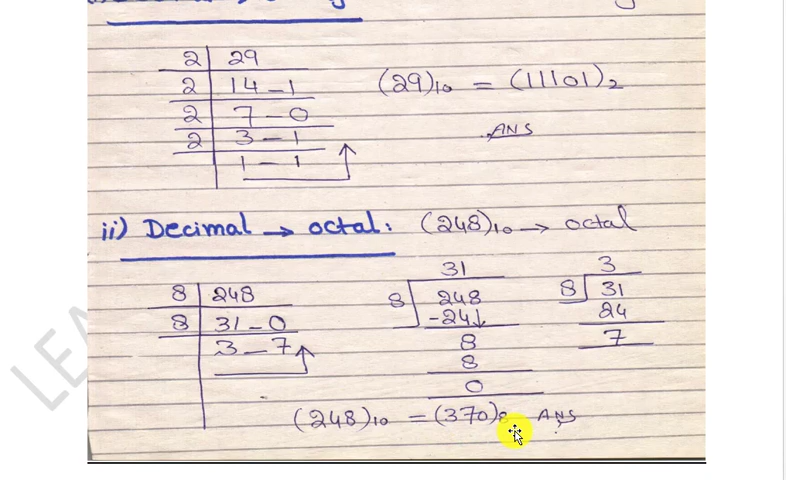 2 | 29
2 | 14 – 1
2 | 7 – 0
2 | 3 – 1
1 – 1
(29)₁₀ = (11101)₂
ANS
ii) Decimal → octal: (248)₁₀ → octal
8 | 248
8 | 31 – 0
3 – 7
31
8 248
-24↓
8
8
0
3
8 31
24
7
(248)₁₀ = (370)₈ ANS
LEA